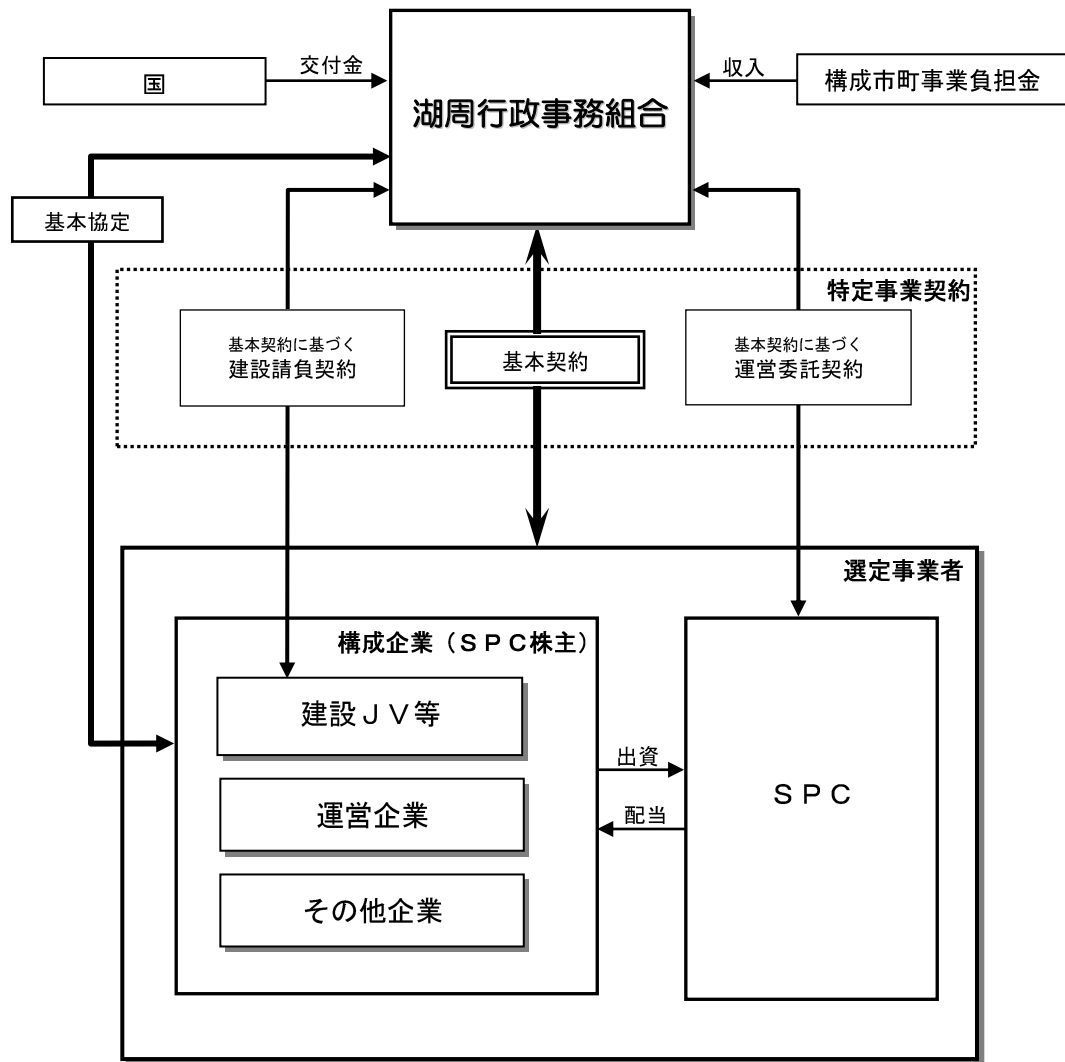 交付金
国
収入
構成市町事業負担金
湖周行政事務組合
基本協定
特定事業契約
基本契約に基づく
建設請負契約
基本契約
基本契約に基づく
運営委託契約
選定事業者
構成企業（ＳＰＣ株主）
建設ＪＶ等
運営企業
その他企業
出資
配当
ＳＰＣ